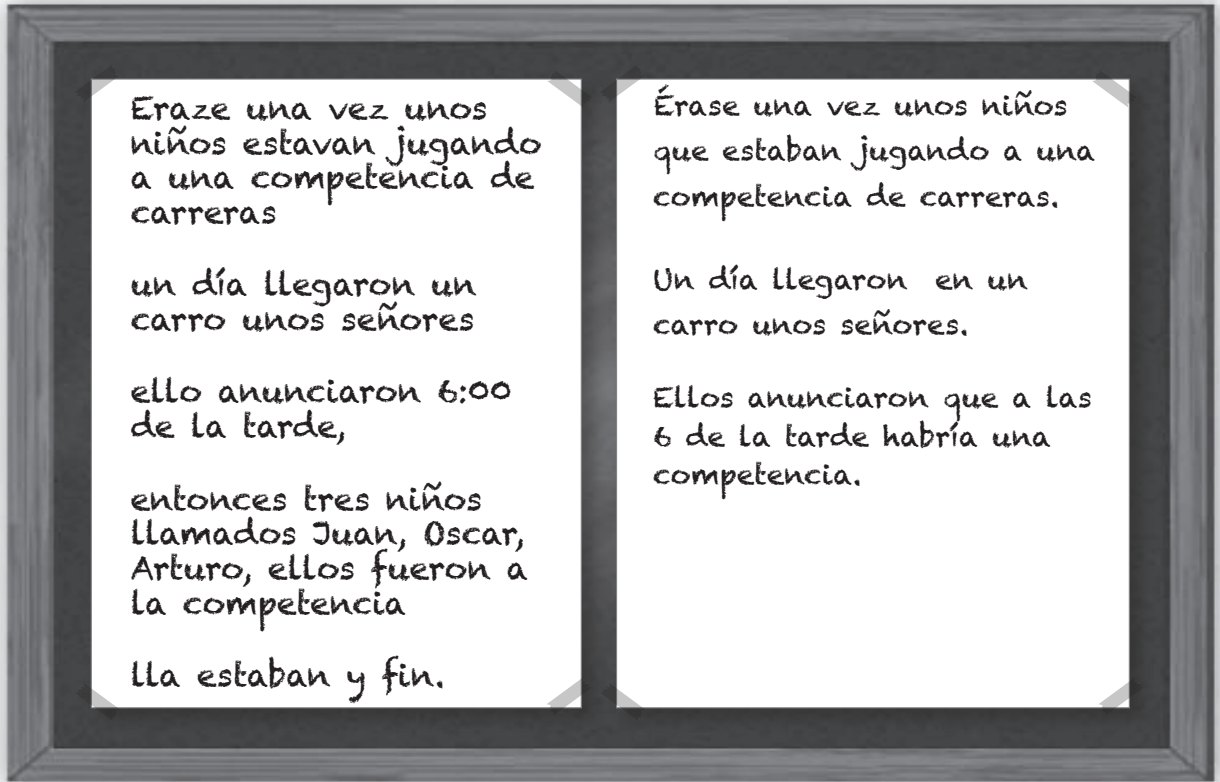 Eraze una vez unos
niños estavan jugando
a una competencia de
carreras
un día llegaron un
carro unos señores
ello anunciaron 6:00
de la tarde,
entonces tres niños
llamados Juan, Oscar,
Arturo, ellos fueron a
la competencia
lla estaban y fin.
Érase una vez unos niños
que estaban jugando a una
competencia de carreras.
Un día llegaron en un
carro unos señores.
Ellos anunciaron que a las
6 de la tarde habría una
competencia.